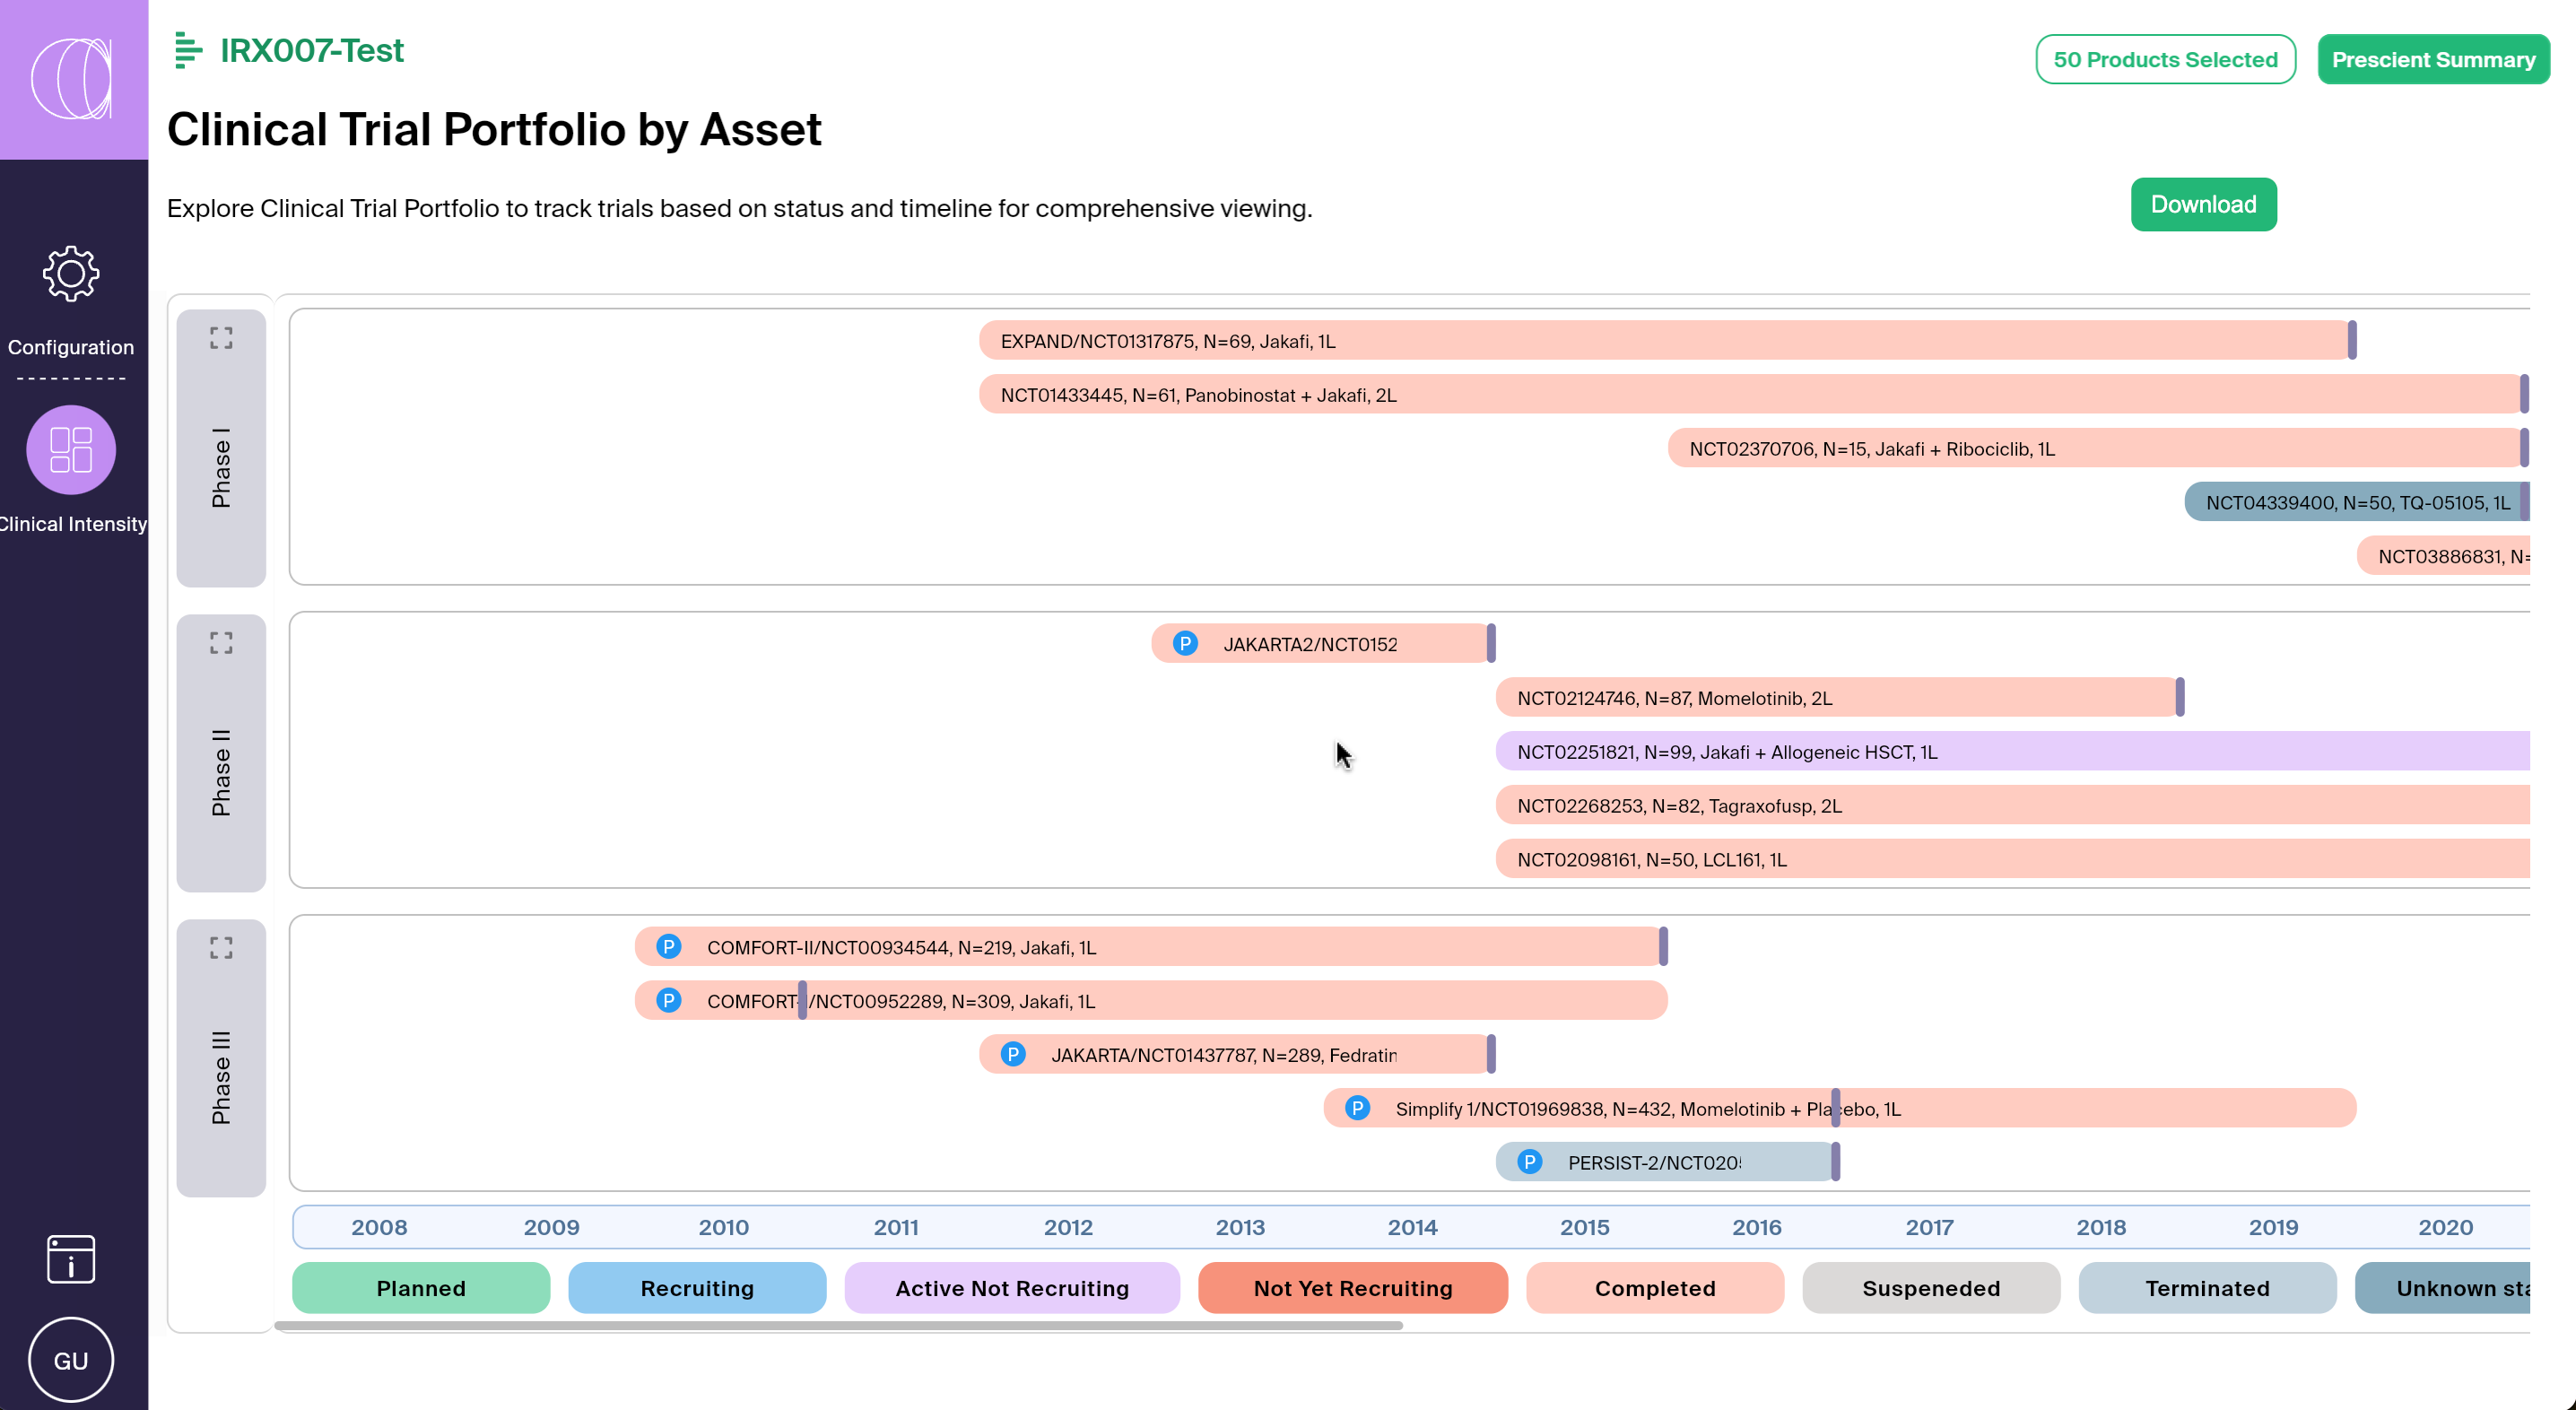 IRX007-Test
50 Products Selected
Prescient Summary
Clinical Trial Portfolio by Asset
Explore Clinical Trial Portfolio to track trials based on status and timeline for comprehensive viewing.
Download
Configuration
Clinical Intensity
Phase I
EXPAND/NCT01317875, N=69, Jakafi, 1L
NCT01433445, N=61, Panobinostat + Jakafi, 2L
NCT02370706, N=15, Jakafi + Ribociclib, 1L
NCT04339400, N=50, TQ-05105, 1L
NCT03886831, N=
Phase II
P JAKARTA2/NCT0152
NCT02124746, N=87, Momelotinib, 2L
NCT02251821, N=99, Jakafi + Allogeneic HSCT, 1L
NCT02268253, N=82, Tagraxofusp, 2L
NCT02098161, N=50, LCL161, 1L
Phase III
P COMFORT-II/NCT00934544, N=219, Jakafi, 1L
P COMFORT-/NCT00952289, N=309, Jakafi, 1L
P JAKARTA/NCT01437787, N=289, Fedratin
P Simplify 1/NCT01969838, N=432, Momelotinib + Placebo, 1L
P PERSIST-2/NCT020
2008 2009 2010 2011 2012 2013 2014 2015 2016 2017 2018 2019 2020
Planned Recruiting Active Not Recruiting Not Yet Recruiting Completed Suspeneded Terminated Unknown sta
GU